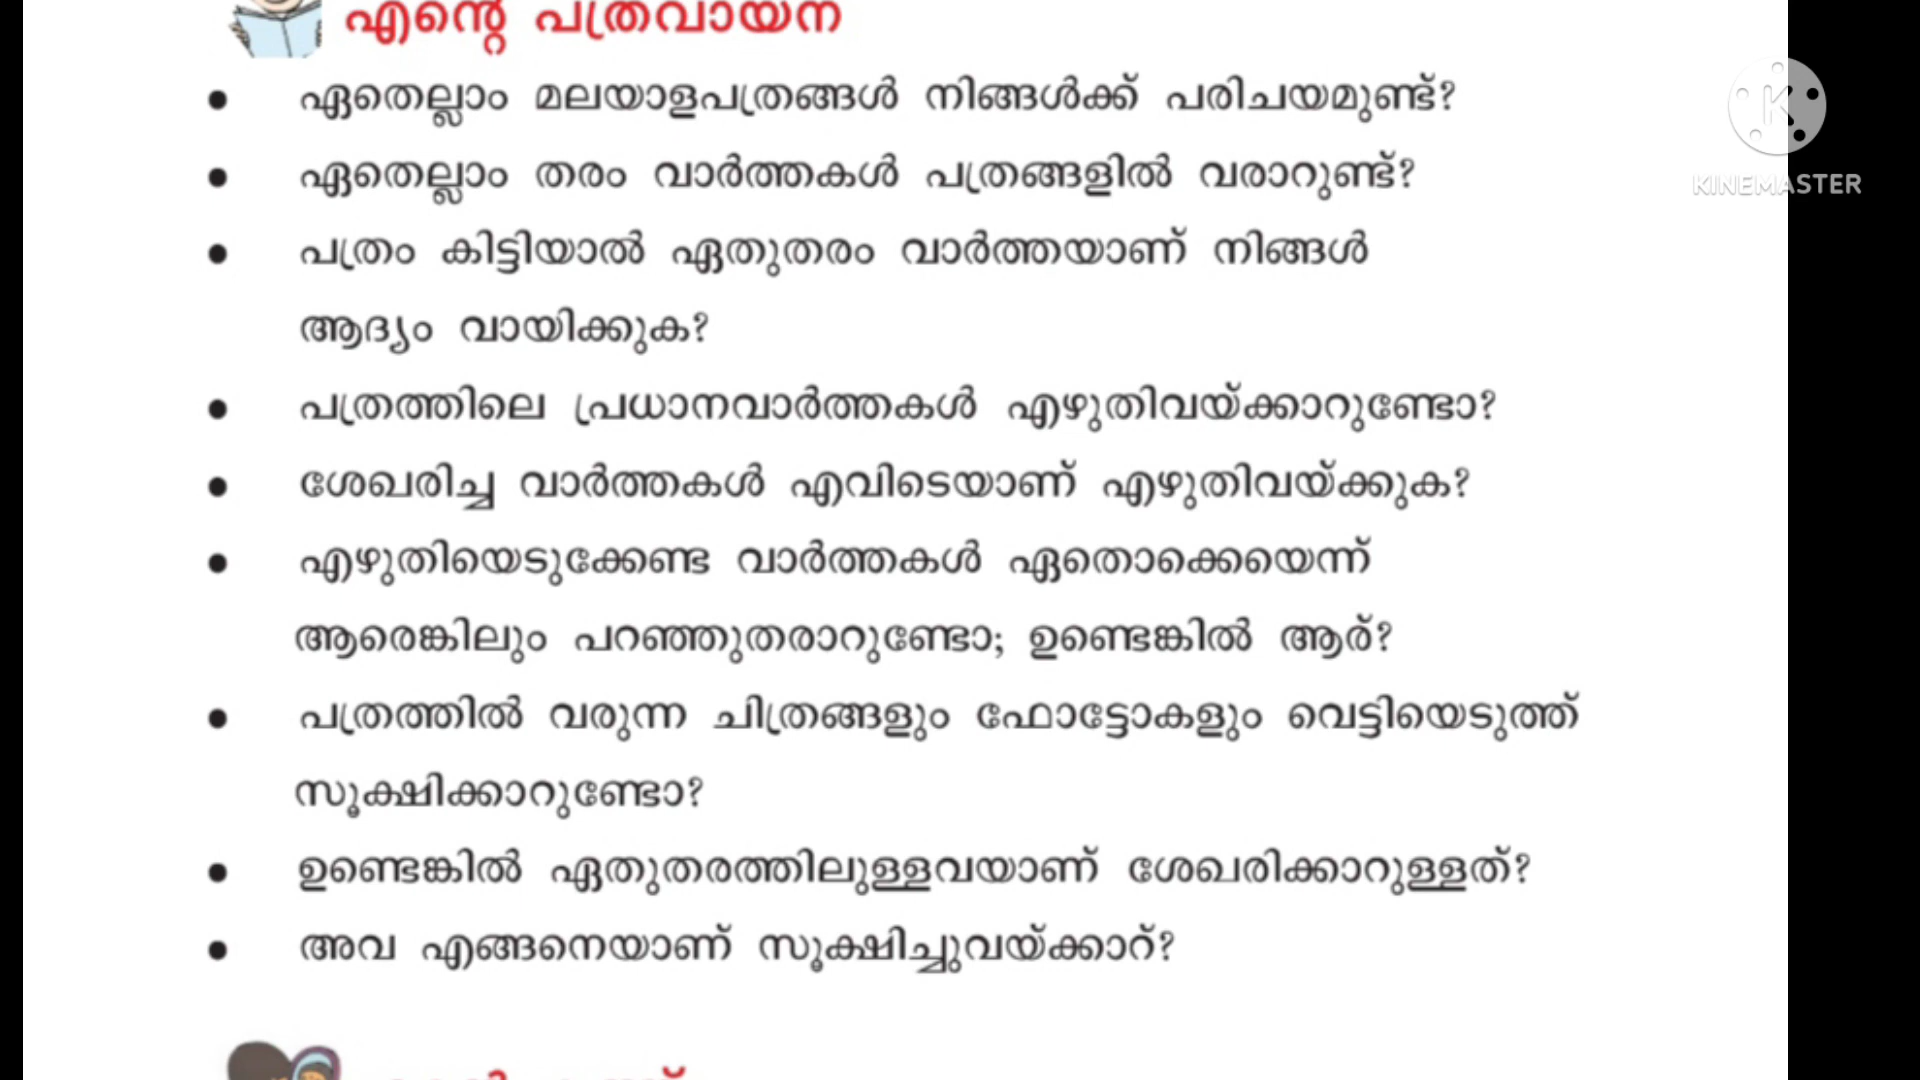 എന്റെ പത്രവായന
• ഏതെല്ലാം മലയാളപത്രങ്ങൾ നിങ്ങൾക്ക് പരിചയമുണ്ട്?
• ഏതെല്ലാം തരം വാർത്തകൾ പത്രങ്ങളിൽ വരാറുണ്ട്?
• പത്രം കിട്ടിയാൽ ഏതുതരം വാർത്തയാണ് നിങ്ങൾ
ആദ്യം വായിക്കുക?
• പത്രത്തിലെ പ്രധാനവാർത്തകൾ എഴുതിവയ്ക്കാറുണ്ടോ?
• ശേഖരിച്ച വാർത്തകൾ എവിടെയാണ് എഴുതിവയ്ക്കുക?
• എഴുതിയെടുക്കേണ്ട വാർത്തകൾ ഏതൊക്കെയെന്ന്
ആരെങ്കിലും പറഞ്ഞുതരാറുണ്ടോ; ഉണ്ടെങ്കിൽ ആര്?
• പത്രത്തിൽ വരുന്ന ചിത്രങ്ങളും ഫോട്ടോകളും വെട്ടിയെടുത്ത്
സൂക്ഷിക്കാറുണ്ടോ?
• ഉണ്ടെങ്കിൽ ഏതുതരത്തിലുള്ളവയാണ് ശേഖരിക്കാറുള്ളത്?
• അവ എങ്ങനെയാണ് സൂക്ഷിച്ചുവയ്ക്കാറ്?
KINEMASTER